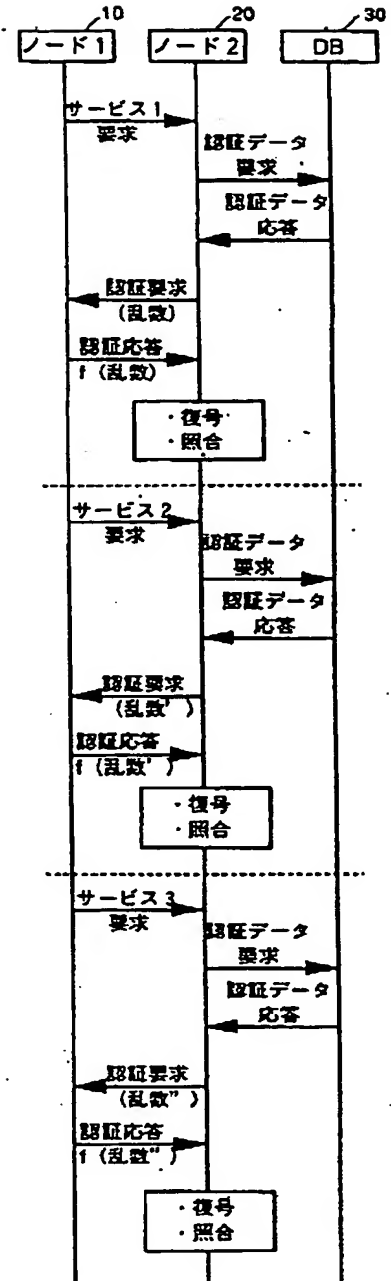 10
20
30
ノード1
ノード2
DB
サービス1
要求
認証データ
要求
認証データ
応答
認証要求
(乱数)
認証応答
f (乱数)
・復号
・照合
サービス2
要求
認証データ
要求
認証データ
応答
認証要求
(乱数')
認証応答
f (乱数')
・復号
・照合
サービス3
要求
認証データ
要求
認証データ
応答
認証要求
(乱数")
認証応答
f (乱数")
・復号
・照合